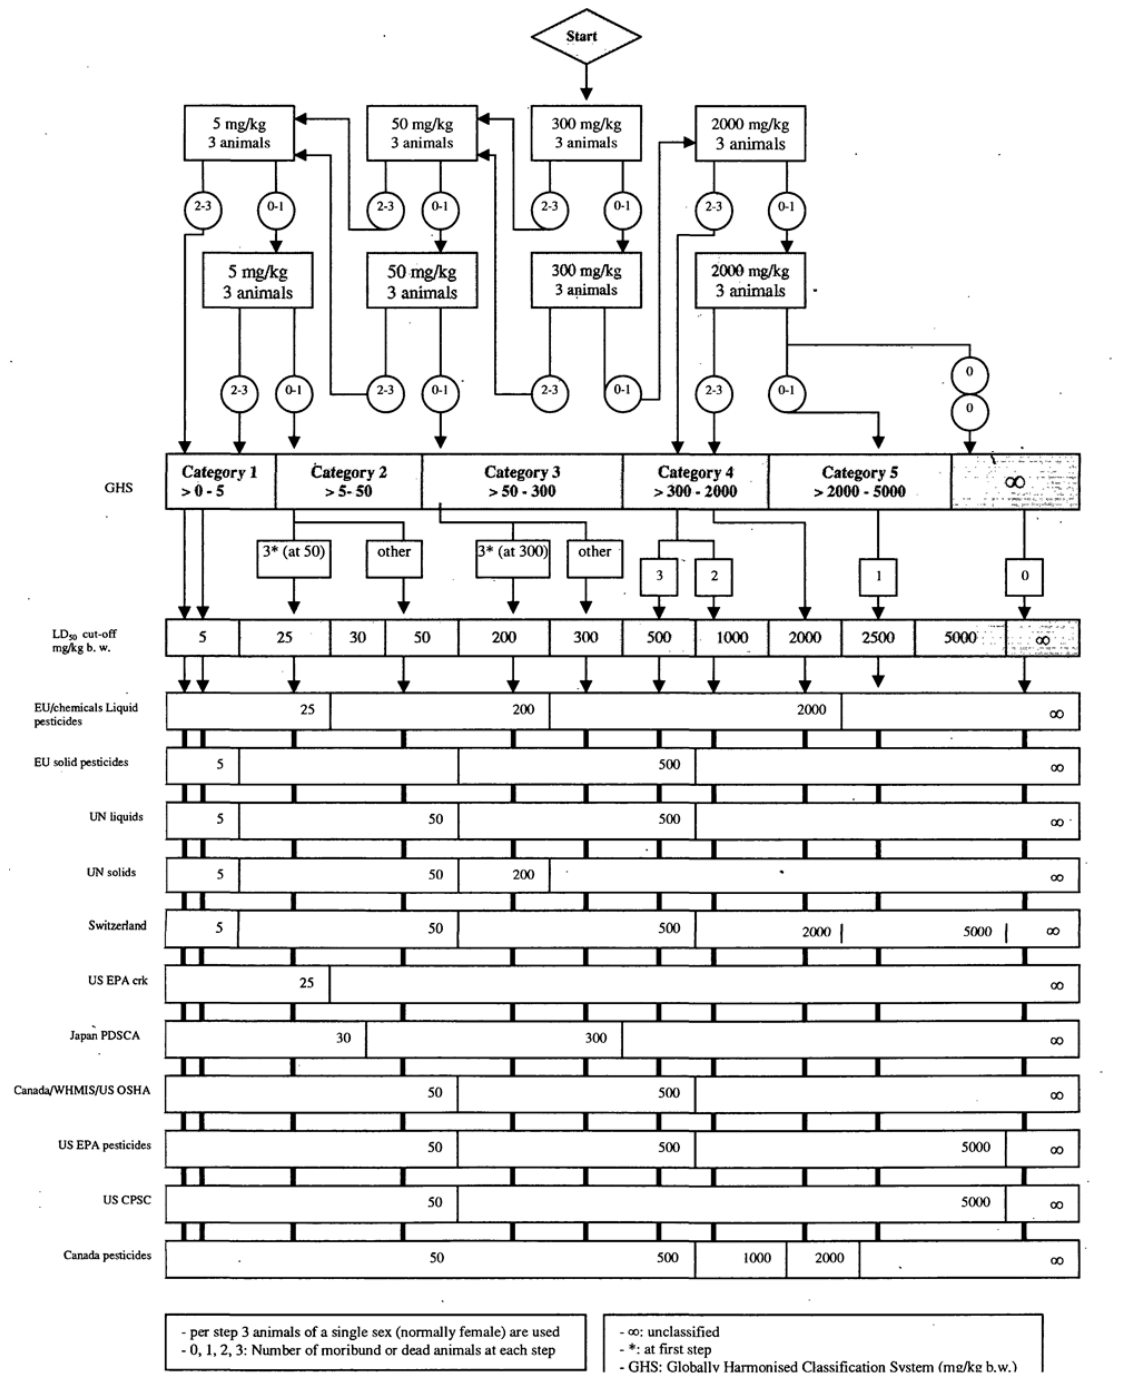 Start
5 mg/kg
3 animals
50 mg/kg
3 animals
300 mg/kg
3 animals
2000 mg/kg
3 animals
2-3
0-1
2-3
0-1
2-3
0-1
2-3
0-1
5 mg/kg
3 animals
50 mg/kg
3 animals
300 mg/kg
3 animals
2000 mg/kg
3 animals
2-3
0-1
2-3
0-1
2-3
0-1
2-3
0-1
0
0
GHS
Category 1
> 0 - 5
Category 2
> 5- 50
Category 3
> 50 - 300
Category 4
> 300 - 2000
Category 5
> 2000 - 5000
∞
3* (at 50)
other
3* (at 300)
other
3
2
1
0
LD₅₀ cut-off
mg/kg b. w.
5 25 30 50 200 300 500 1000 2000 2500 5000 ∞
EU/chemicals Liquid
pesticides
25 200 2000 ∞
EU solid pesticides
5 500 ∞
UN liquids
5 50 500 ∞
UN solids
5 50 200 ∞
Switzerland
5 50 500 2000 5000 ∞
US EPA crk
25 ∞
Japan PDSCA
30 300 ∞
Canada/WHMIS/US OSHA
50 500 ∞
US EPA pesticides
50 500 5000 ∞
US CPSC
50 5000 ∞
Canada pesticides
50 500 1000 2000 ∞
- per step 3 animals of a single sex (normally female) are used
- 0, 1, 2, 3: Number of moribund or dead animals at each step
- ∞: unclassified
- *: at first step
- GHS: Globally Harmonised Classification System (mg/kg b.w.)